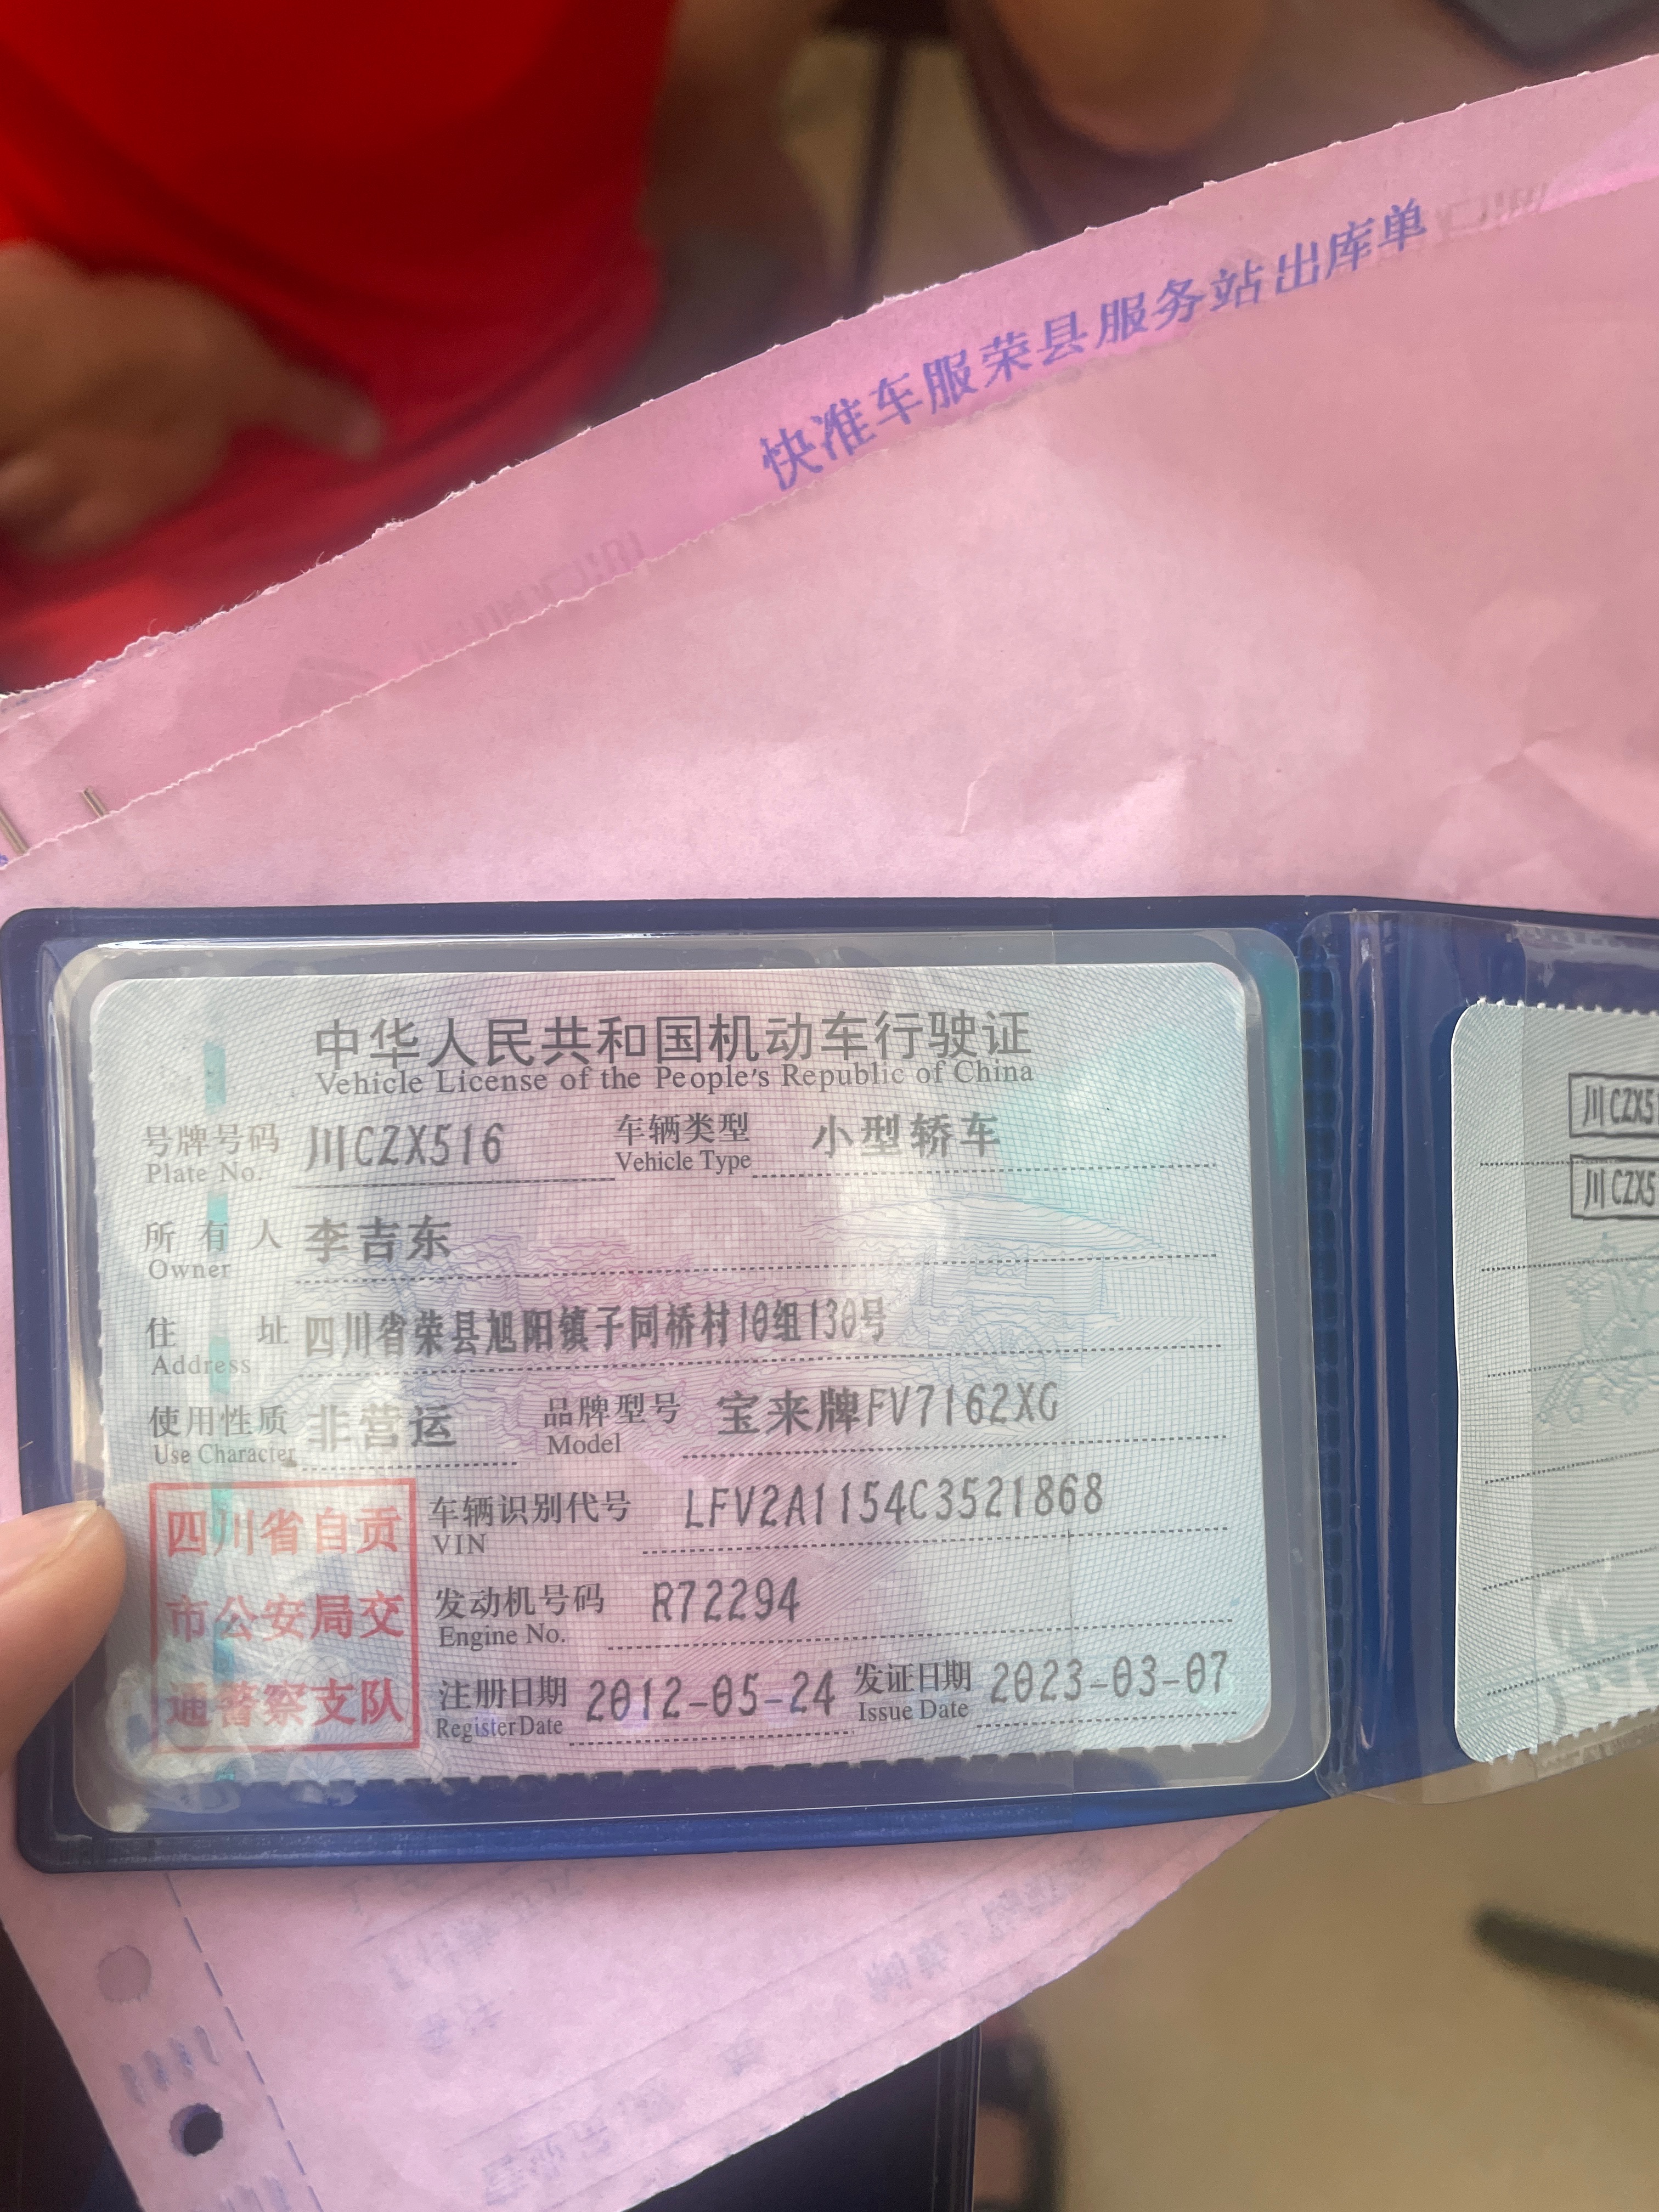 快准车服荣县服务站出库单
中华人民共和国机动车行驶证
Vehicle License of the People's Republic of China
号牌号码 川CZX516 车辆类型 小型轿车
Plate No. Vehicle Type
所有人 李吉东
Owner
住址 四川省荣县旭阳镇子同桥村10组130号
Address
使用性质 非营运 品牌型号 宝来牌FV7162XG
Use Character Model
四川省自贡
市公安局交
通警察支队
车辆识别代号 LFV2A1154C3521868
VIN
发动机号码 R72294
Engine No.
注册日期 2012-05-24 发证日期 2023-03-07
Register Date Issue Date
川CZX5
川CZX5